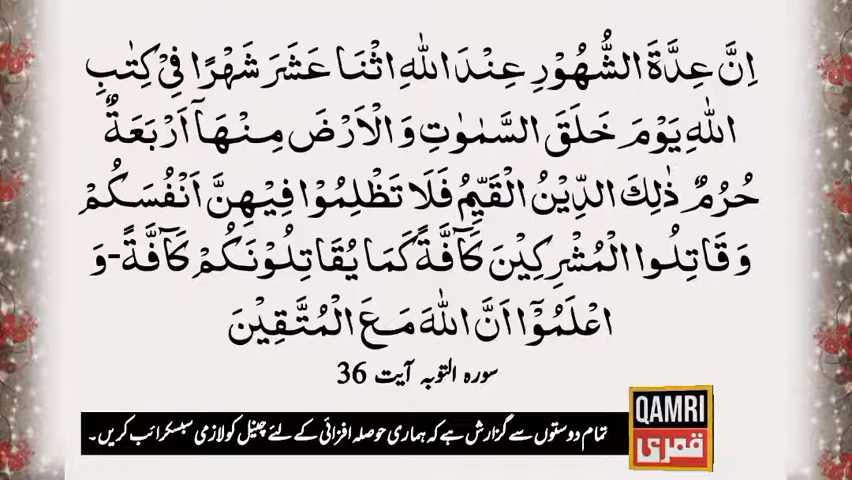 اِنَّ عِدَّةَ الشُّهُوْرِ عِنْدَ اللّٰهِ اثْنَا عَشَرَ شَهْرًا فِیْ كِتٰبِ
اللّٰهِ یَوْمَ خَلَقَ السَّمٰوٰتِ وَ الْاَرْضَ مِنْهَاۤ اَرْبَعَةٌ
حُرُمٌ ذٰلِكَ الدِّیْنُ الْقَیِّمُ فَلَا تَظْلِمُوْا فِیْهِنَّ اَنْفُسَكُمْ
وَ قَاتِلُوا الْمُشْرِكِیْنَ كَآفَّةً كَمَا یُقَاتِلُوْنَكُمْ كَآفَّةً-وَ
اعْلَمُوْۤا اَنَّ اللّٰهَ مَعَ الْمُتَّقِیْنَ
سورہ التوبہ آیت 36
تمام دوستوں سے گزارش ہے کہ ہماری حوصلہ افزائی کے لئے چینل کو لازمی سبسکرائب کریں۔
QAMRI
قمری